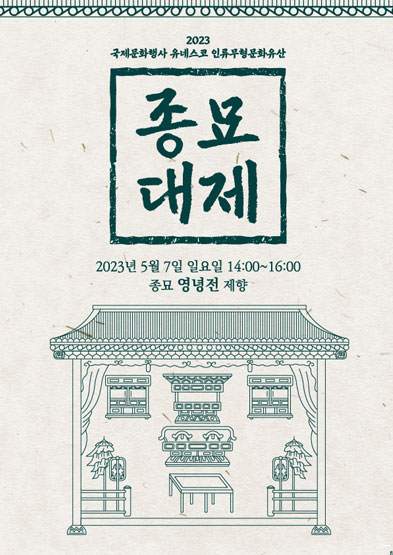 2023
국제문화행사 유네스코 인류무형문화유산
종묘
대제
2023년 5월 7일 일요일 14:00~16:00
종묘 영녕전 제향